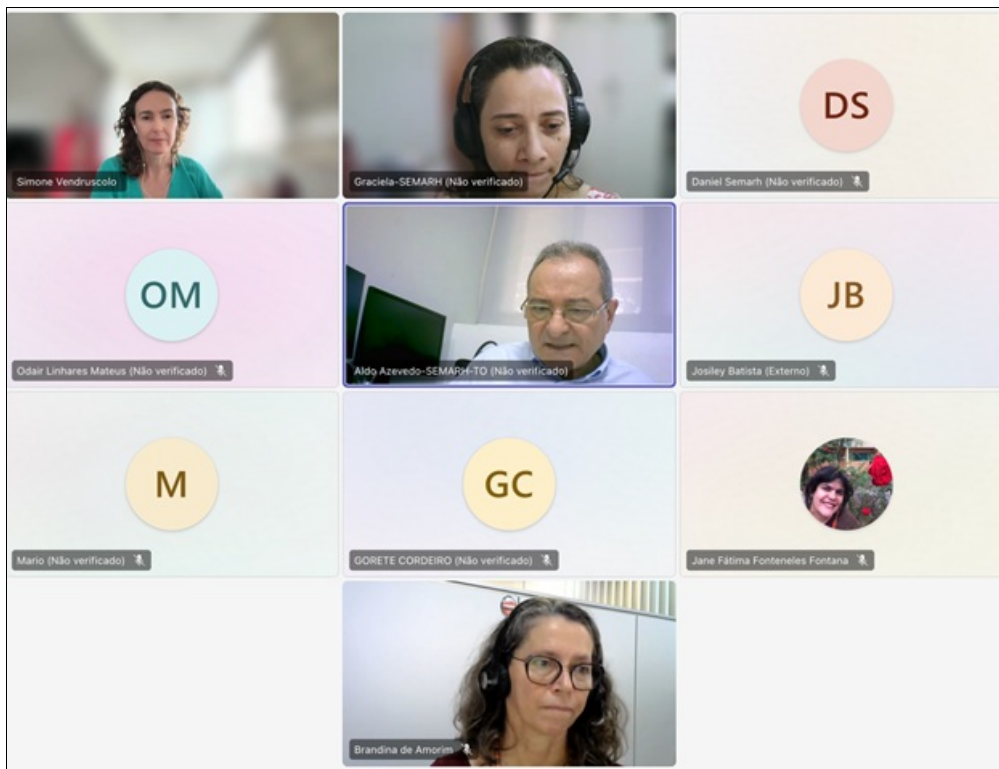 Simone Vendruscolo
Graciela-SEMARH (Não verificado)
DS
Daniel Semarh (Não verificado)
OM
Odair Linhares Mateus (Não verificado)
Aldo Azevedo-SEMARH-TO (Não verificado)
JB
Josiley Batista (Externo)
M
Mario (Não verificado)
GC
GORETE CORDEIRO (Não verificado)
Jane Fátima Fonteneles Fontana
Brandina de Amorim